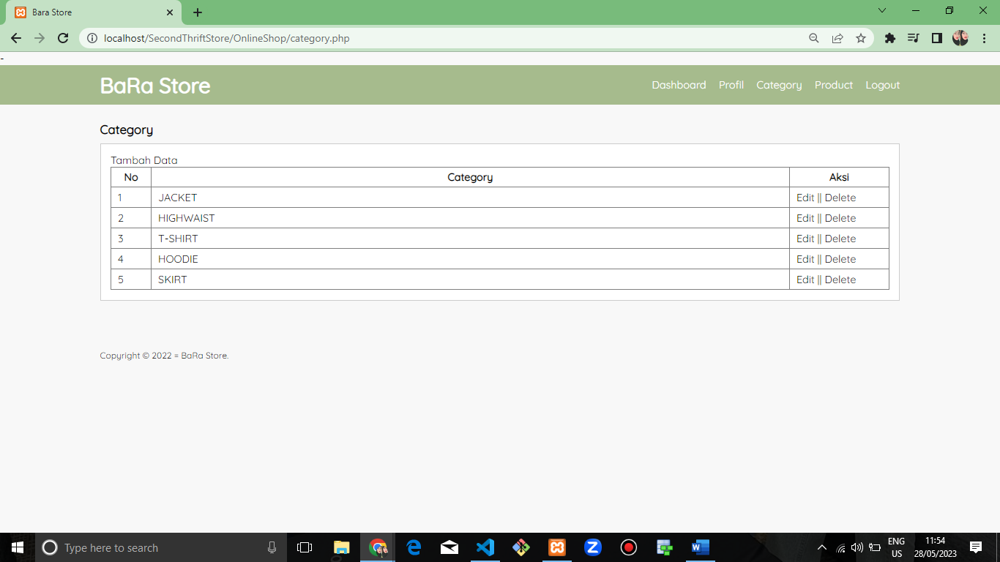 Bara Store
localhost/SecondThriftStore/OnlineShop/category.php
-
BaRa Store
Dashboard Profil Category Product Logout
Category
Tambah Data
No Category Aksi
1 JACKET Edit || Delete
2 HIGHWAIST Edit || Delete
3 T-SHIRT Edit || Delete
4 HOODIE Edit || Delete
5 SKIRT Edit || Delete
Copyright © 2022 = BaRa Store.
Type here to search
ENG 11:54
US 28/05/2023